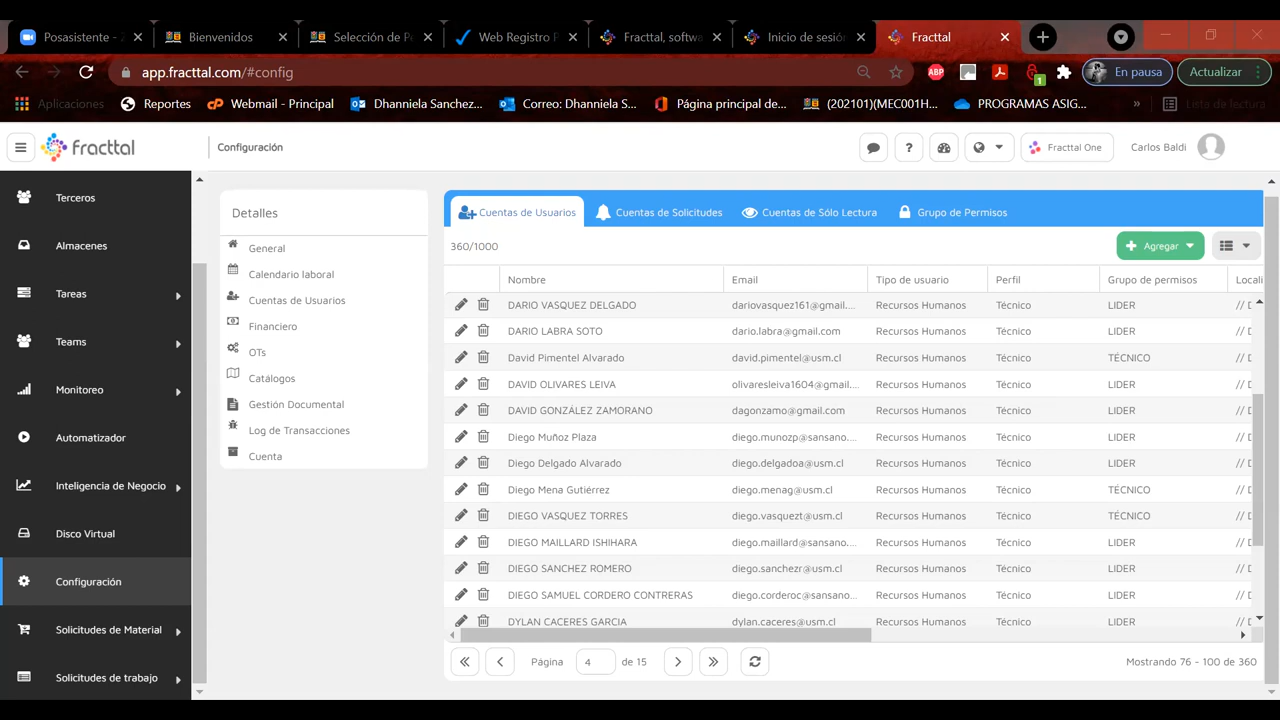 Posasistente - Z
Bienvenidos
Selección de Pe
Web Registro P
Fracttal, softwa
Inicio de sesión
Fracttal
app.fracttal.com/#config
ABP
1
En pausa
Actualizar
Aplicaciones
Reportes
Webmail - Principal
Dhanniela Sanchez...
Correo: Dhanniela S...
Página principal de...
(202101)(MEC001H...
PROGRAMAS ASIG...
»
Lista de lectura
fracttal
Configuración
?
Fracttal One
Carlos Baldi
Terceros
Almacenes
Tareas
Teams
Monitoreo
Automatizador
Inteligencia de Negocio
Disco Virtual
Configuración
Solicitudes de Material
Solicitudes de trabajo
Detalles
General
Calendario laboral
Cuentas de Usuarios
Financiero
OTs
Catálogos
Gestión Documental
Log de Transacciones
Cuenta
Cuentas de Usuarios
Cuentas de Solicitudes
Cuentas de Sólo Lectura
Grupo de Permisos
360/1000
Agregar
Nombre Email Tipo de usuario Perfil Grupo de permisos Locali
DARIO VASQUEZ DELGADO dariovasquez161@gmail.... Recursos Humanos Técnico LIDER // D
DARIO LABRA SOTO dario.labra@gmail.com Recursos Humanos Técnico LIDER // D
David Pimentel Alvarado david.pimentel@usm.cl Recursos Humanos Técnico TÉCNICO // D
DAVID OLIVARES LEIVA olivaresleiva1604@gmail.... Recursos Humanos Técnico LIDER // D
DAVID GONZÁLEZ ZAMORANO dagonzamo@gmail.com Recursos Humanos Técnico LIDER // D
Diego Muñoz Plaza diego.munozp@sansano.... Recursos Humanos Técnico LIDER // D
Diego Delgado Alvarado diego.delgadoa@usm.cl Recursos Humanos Técnico LIDER // D
Diego Mena Gutiérrez diego.menag@usm.cl Recursos Humanos Técnico TÉCNICO // D
DIEGO VASQUEZ TORRES diego.vasquezt@usm.cl Recursos Humanos Técnico TÉCNICO // D
DIEGO MAILLARD ISHIHARA diego.maillard@sansano.... Recursos Humanos Técnico LIDER // D
DIEGO SANCHEZ ROMERO diego.sanchezr@usm.cl Recursos Humanos Técnico LIDER // D
DIEGO SAMUEL CORDERO CONTRERAS diego.corderoc@sansano... Recursos Humanos Técnico LIDER // D
DYLAN CACERES GARCIA dylan.caceres@usm.cl Recursos Humanos Técnico LIDER // D
Página 4 de 15
Mostrando 76 - 100 de 360